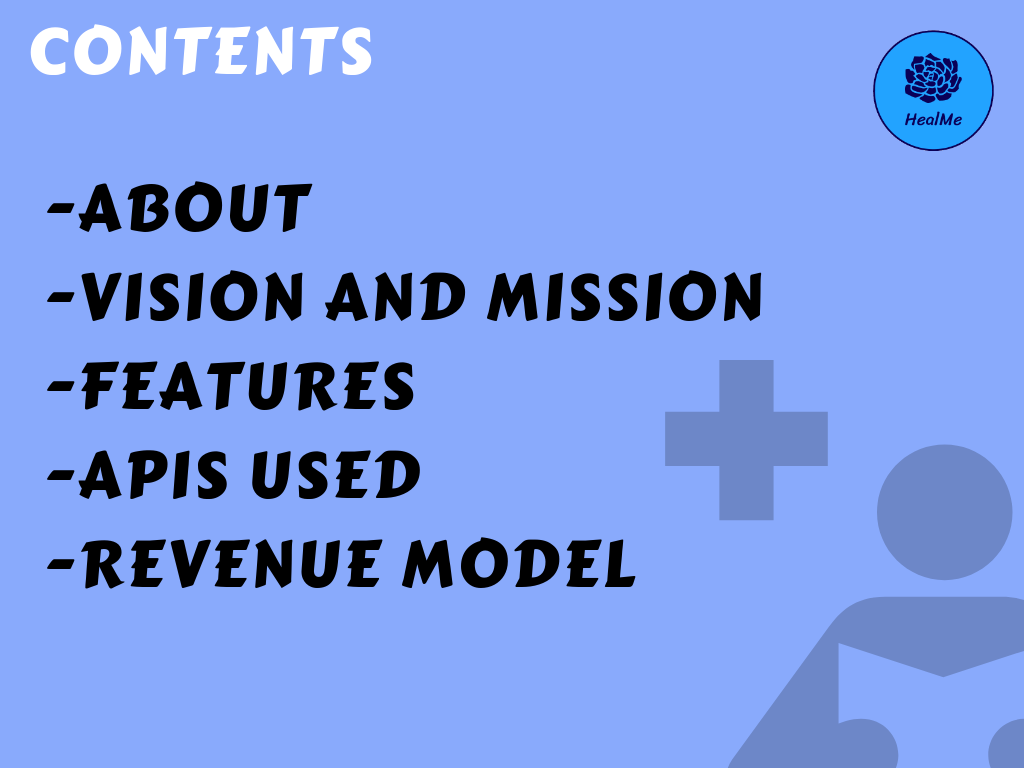 CONTENTS
HealMe
-ABOUT
-VISION AND MISSION
-FEATURES
-APIS USED
-REVENUE MODEL